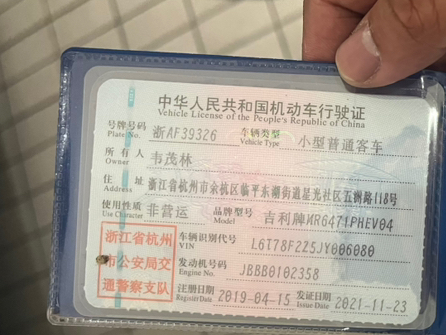 中华人民共和国机动车行驶证
Vehicle License of the People's Republic of China
号牌号码 Plate No. 浙AF39326 车辆类型 Vehicle Type 小型普通客车
所有人 Owner 韦茂林
住址 Address 浙江省杭州市余杭区临平东湖街道星光社区五洲路118号
使用性质 Use Character 非营运 品牌型号 Model 吉利牌MR6471PHEV04
浙江省杭州市公安局交通警察支队
车辆识别代号 VIN L6T78F2Z5JY006080
发动机号码 Engine No. JBBB0102358
注册日期 Register Date 2019-04-15 发证日期 Issue Date 2021-11-23